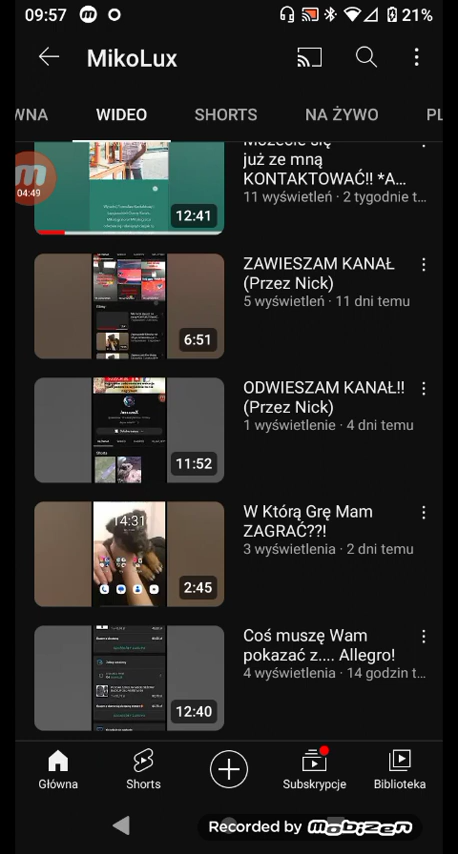 09:57
21%
MikoLux
WNA
WIDEO
SHORTS
NA ŻYWO
PL
Możecie się
już ze mną
KONTAKTOWAĆ!! *A...
11 wyświetleń · 2 tygodnie t...
04:49
12:41
ZAWIESZAM KANAŁ
(Przez Nick)
5 wyświetleń · 11 dni temu
6:51
ODWIESZAM KANAŁ!!
(Przez Nick)
1 wyświetlenie · 4 dni temu
11:52
W Którą Grę Mam
ZAGRAĆ??!
3 wyświetlenia · 2 dni temu
14:31
2:45
Coś muszę Wam
pokazać z.... Allegro!
4 wyświetlenia · 14 godzin t...
12:40
Główna
Shorts
Subskrypcje
Biblioteka
Recorded by mobizen